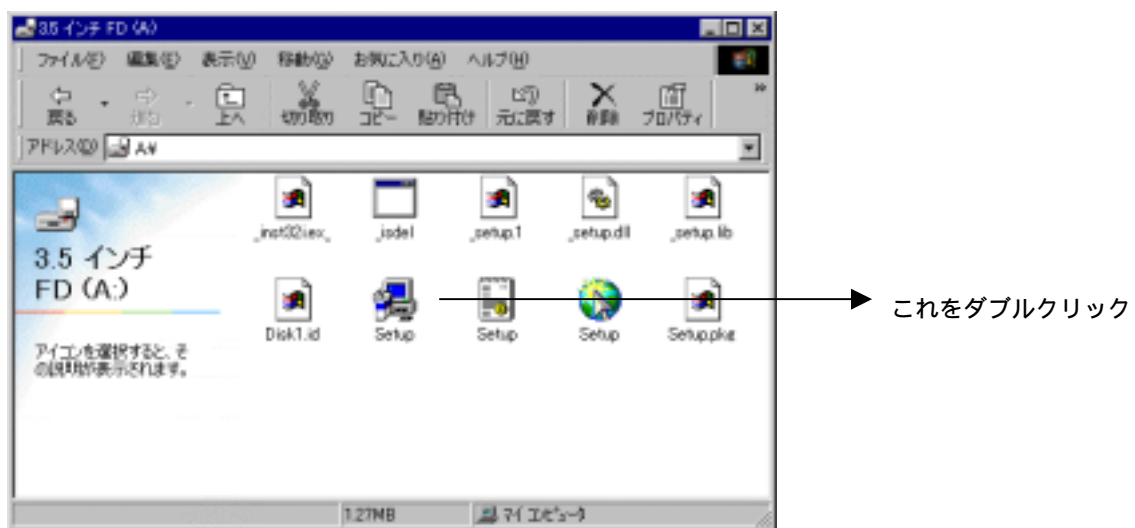 3.5 インチ FD (A:)
ファイル(F) 編集(E) 表示(V) 移動(G) お気に入り(A) ヘルプ(H)
戻る 進む 上へ 切り取り コピー 貼り付け 元に戻す 削除 プロパティ
アドレス(D) A:¥
_inst32i.ex_ _isdel _setup.1 _setup.dll _setup.lib
3.5 インチ
FD (A:)
Disk1.id Setup Setup Setup Setup.pkg
これをダブルクリック
アイコンを選択すると、そ
の説明が表示されます。
1.27MB マイ コンピュータ